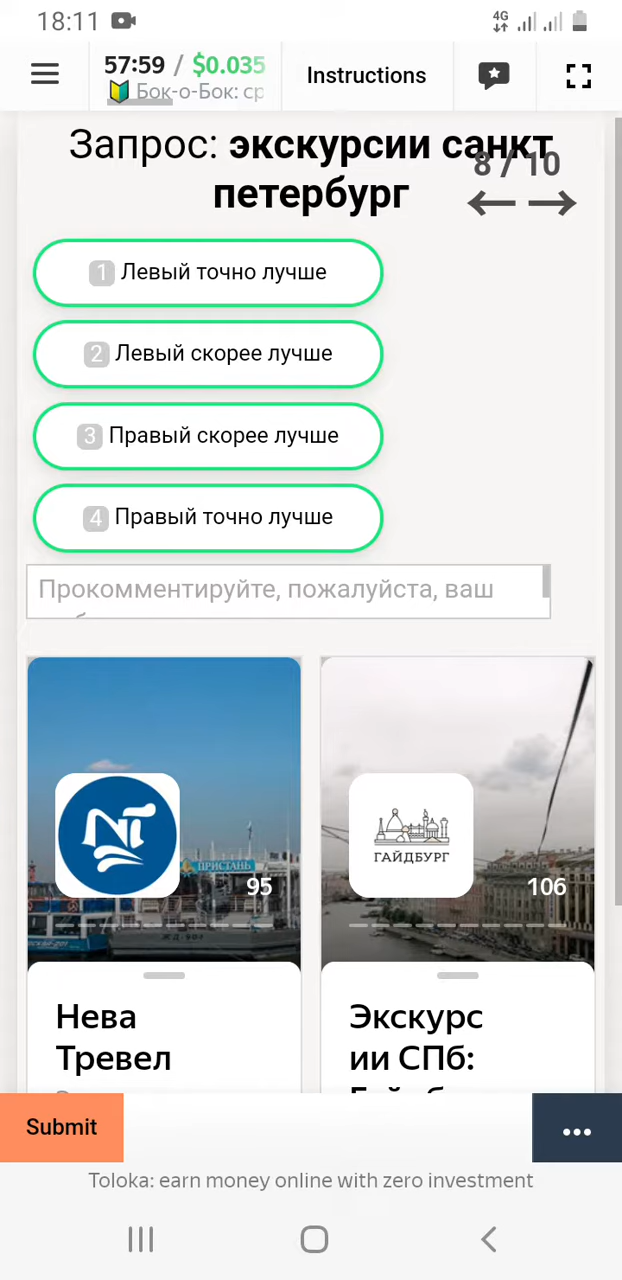 18:11
4G
57:59 / $0.035
Бок-о-Бок: ср
Instructions
Запрос: экскурсии санкт
петербург
8 / 10
1 Левый точно лучше
2 Левый скорее лучше
3 Правый скорее лучше
4 Правый точно лучше
Прокомментируйте, пожалуйста, ваш
NT
ПРИСТАНЬ
95
ГАЙДБУРГ
106
Нева
Тревел
Экскурс
ии СПб:
Submit
Toloka: earn money online with zero investment